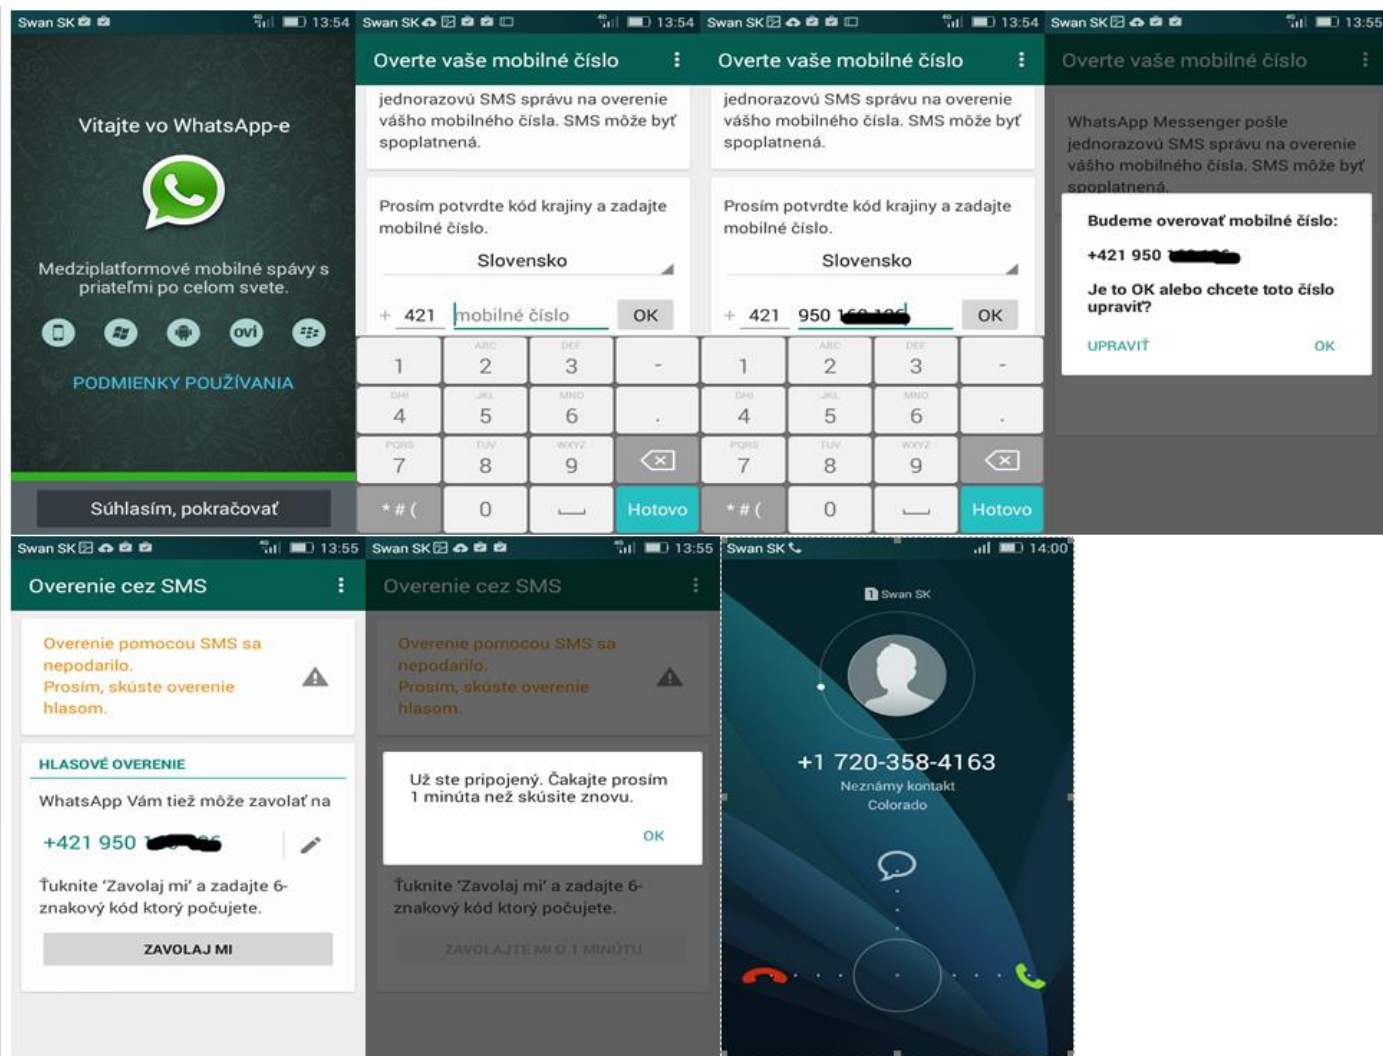 Swan SK 4G 13:54
Vitajte vo WhatsApp-e
Medziplatformové mobilné spávy s
priateľmi po celom svete.
ovi
PODMIENKY POUŽÍVANIA
Súhlasím, pokračovať
Swan SK 4G 13:54
Overte vaše mobilné číslo
jednorazovú SMS správu na overenie
vášho mobilného čísla. SMS môže byť
spoplatnená.
Prosím potvrdte kód krajiny a zadajte
mobilné číslo.
Slovensko
+ 421 mobilné číslo OK
ABC DEF
1 2 3 -
GHI JKL MNO
4 5 6 .
PQRS TUV WXYZ
7 8 9
* # ( 0 Hotovo
Swan SK 4G 13:54
Overte vaše mobilné číslo
jednorazovú SMS správu na overenie
vášho mobilného čísla. SMS môže byť
spoplatnená.
Prosím potvrdte kód krajiny a zadajte
mobilné číslo.
Slovensko
+ 421 950 OK
ABC DEF
1 2 3 -
GHI JKL MNO
4 5 6 .
PQRS TUV WXYZ
7 8 9
* # ( 0 Hotovo
Swan SK 4G 13:55
Overte vaše mobilné číslo
WhatsApp Messenger pošle
jednorazovú SMS správu na overenie
vášho mobilného čísla. SMS môže byť
spoplatnená.
Budeme overovať mobilné číslo:
+421 950
Je to OK alebo chcete toto číslo
upraviť?
UPRAVIŤ OK
Swan SK 4G 13:55
Overenie cez SMS
Overenie pomocou SMS sa
nepodarilo.
Prosím, skúste overenie
hlasom.
HLASOVÉ OVERENIE
WhatsApp Vám tiež môže zavolať na
+421 950
Ťuknite 'Zavolaj mi' a zadajte 6-
znakový kód ktorý počujete.
ZAVOLAJ MI
Swan SK 4G 13:55
Overenie cez SMS
Overenie pomocou SMS sa
nepodarilo.
Prosím, skúste overenie
hlasom.
Už ste pripojený. Čakajte prosím
1 minúta než skúsite znovu.
OK
Ťuknite 'Zavolaj mi' a zadajte 6-
znakový kód ktorý počujete.
ZAVOLAJTE MI O 1 MINÚTU
Swan SK 14:00
1 Swan SK
+1 720-358-4163
Neznámy kontakt
Colorado